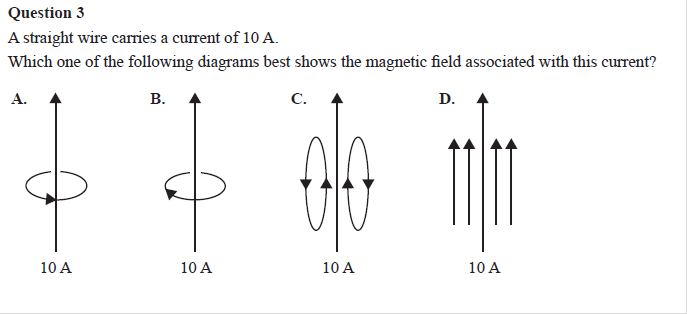 Question 3
A straight wire carries a current of 10 A.
Which one of the following diagrams best shows the magnetic field associated with this current?
A. B. C. D.
10 A 10 A 10 A 10 A